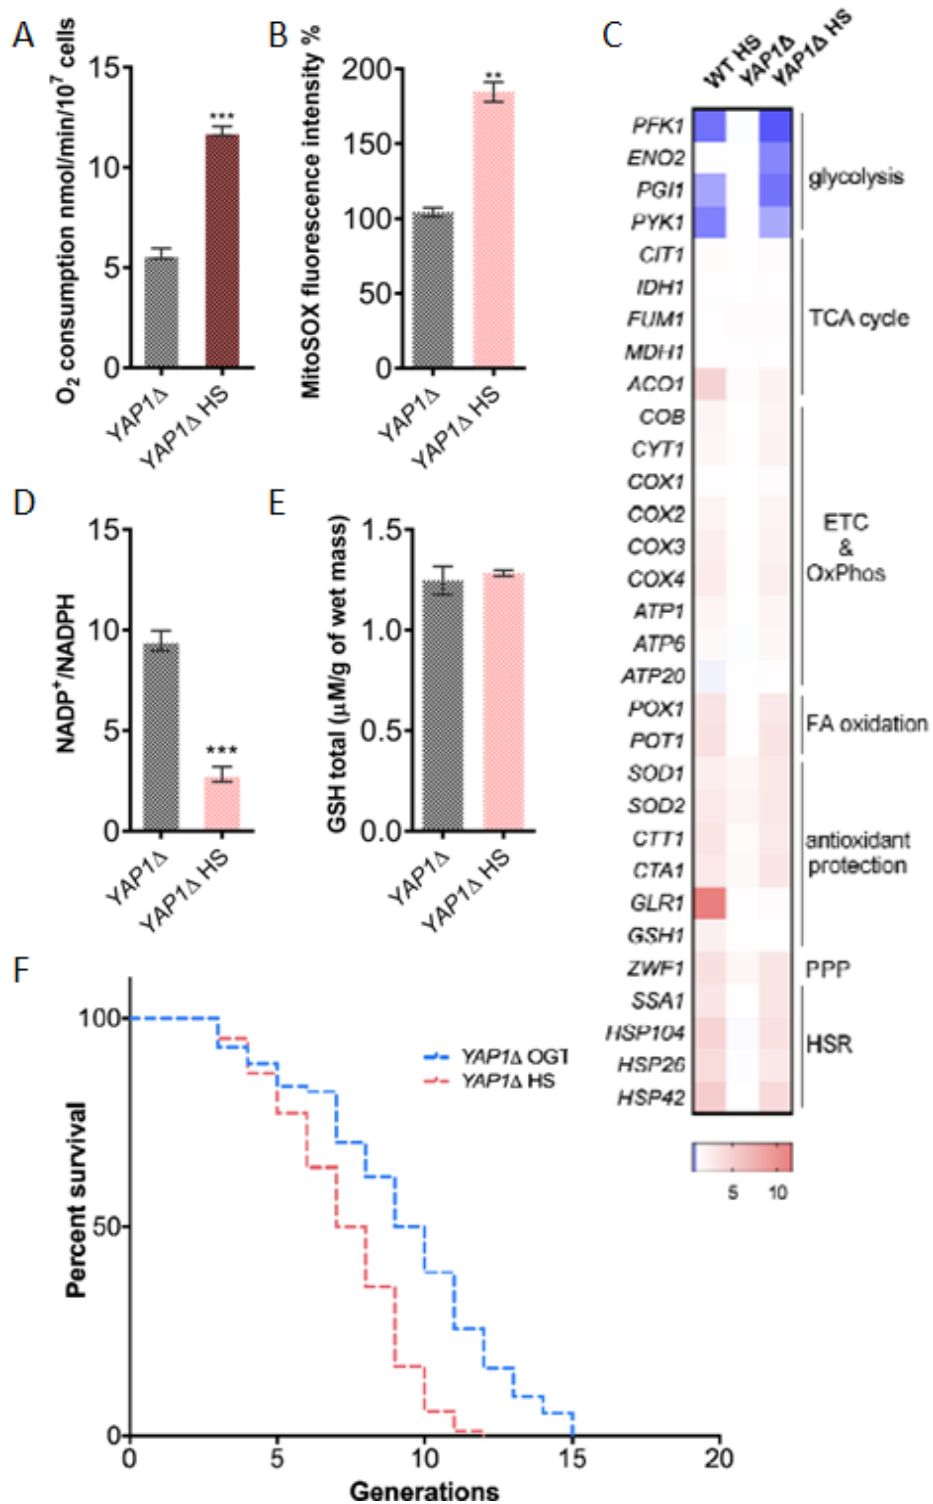 A
O2 consumption nmol/min/10^7 cells
15
10
5
0
***
YAP1Δ
YAP1Δ HS
B
MitoSOX fluorescence intensity %
200
150
100
50
0
**
YAP1Δ
YAP1Δ HS
C
WT HS
YAP1Δ
YAP1Δ HS
PFK1
ENO2
PGI1
PYK1
glycolysis
CIT1
IDH1
FUM1
MDH1
ACO1
TCA cycle
COB
CYT1
COX1
COX2
COX3
COX4
ATP1
ATP6
ATP20
ETC
&
OxPhos
POX1
POT1
FA oxidation
SOD1
SOD2
CTT1
CTA1
GLR1
GSH1
antioxidant
protection
ZWF1
PPP
SSA1
HSP104
HSP26
HSP42
HSR
5
10
D
NADP+/NADPH
15
10
5
0
***
YAP1Δ
YAP1Δ HS
E
GSH total (μM/g of wet mass)
1.5
1.0
0.5
0.0
YAP1Δ
YAP1Δ HS
F
Percent survival
100
50
0
YAP1Δ OGT
YAP1Δ HS
0
5
10
15
20
Generations